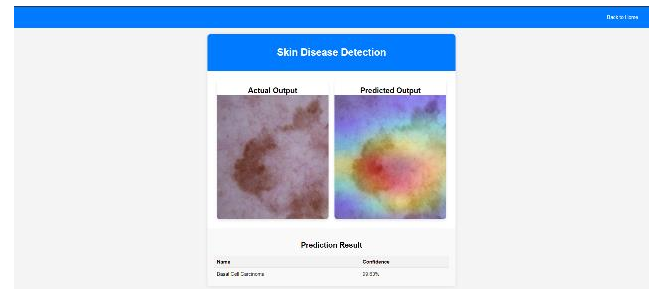 Back to Home
Skin Disease Detection
Actual Output Predicted Output
Prediction Result
Name Confidence
Basal Cell Carcinoma